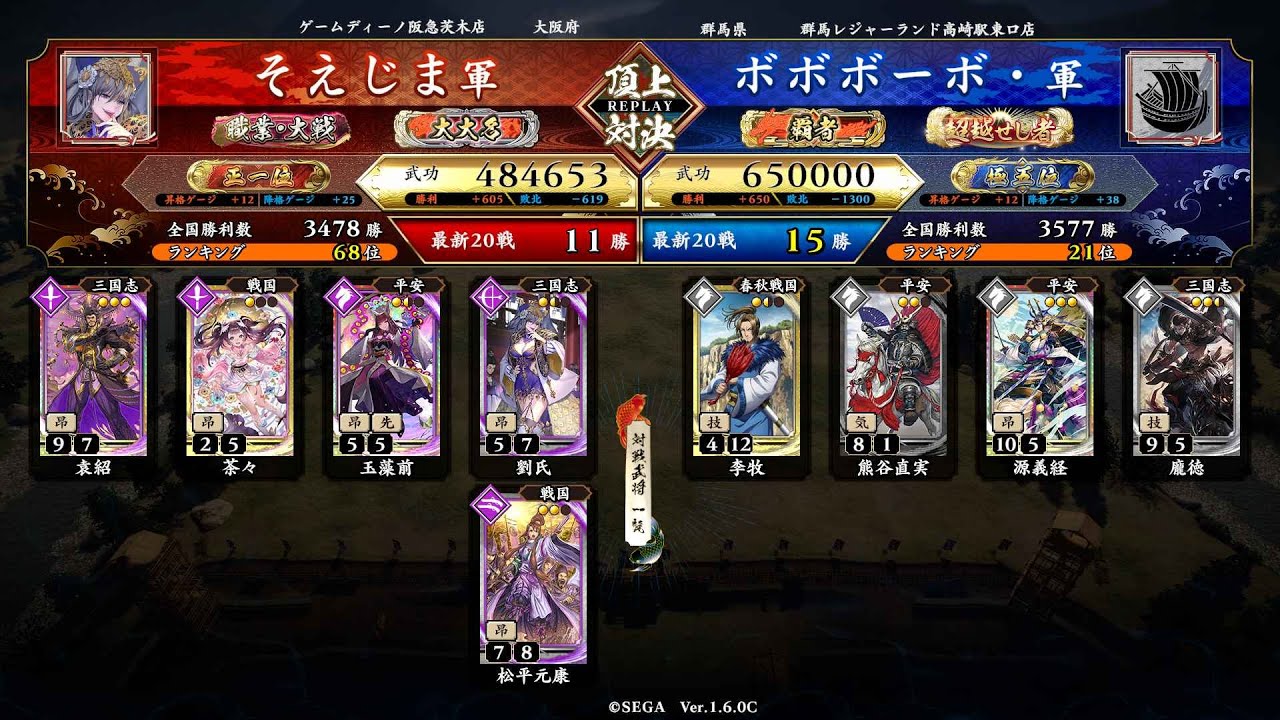 ゲームディーノ阪急茨木店 大阪府 群馬県 群馬レジャーランド高崎駅東口店
そえじま軍 頂上 REPLAY 対決 ボボボーボ・軍
職業・大戦 大大名 覇者 超越せし者
正一位 武功 484653 武功 650000 極五位
昇格ゲージ +12 降格ゲージ +25 勝利 +605 敗北 -619 勝利 +650 敗北 -1300 昇格ゲージ +12 降格ゲージ +38
全国勝利数 3478勝 最新20戦 11勝 最新20戦 15勝 全国勝利数 3577勝
ランキング 68位 ランキング 21位
三国志 戦国 平安 三国志 春秋戦国 平安 平安 三国志
対戦武将一覧
昴 昴 昴 先 昴 技 気 昴 技
9 7 2 5 5 5 5 7 4 12 8 1 10 5 9 5
袁紹 茶々 玉藻前 劉氏 李牧 熊谷直実 源義経 龐徳
戦国
昴
7 8
松平元康
©SEGA Ver.1.6.0C